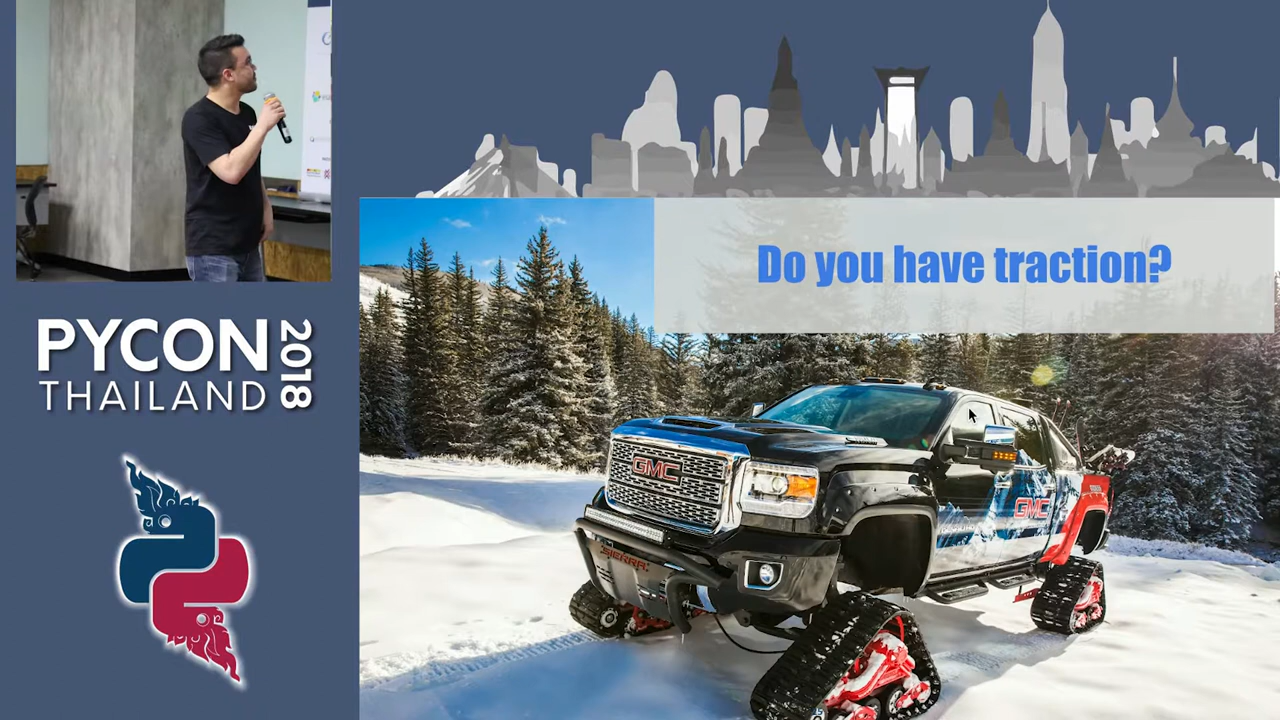 PYCON
THAILAND
2018
Do you have traction?
GMC
SIERRA
GMC